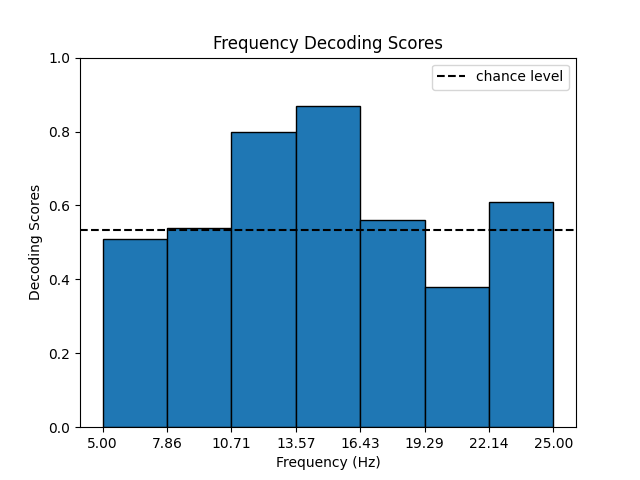 Frequency Decoding Scores
chance level
Decoding Scores
1.0
0.8
0.6
0.4
0.2
0.0
5.00 7.86 10.71 13.57 16.43 19.29 22.14 25.00
Frequency (Hz)